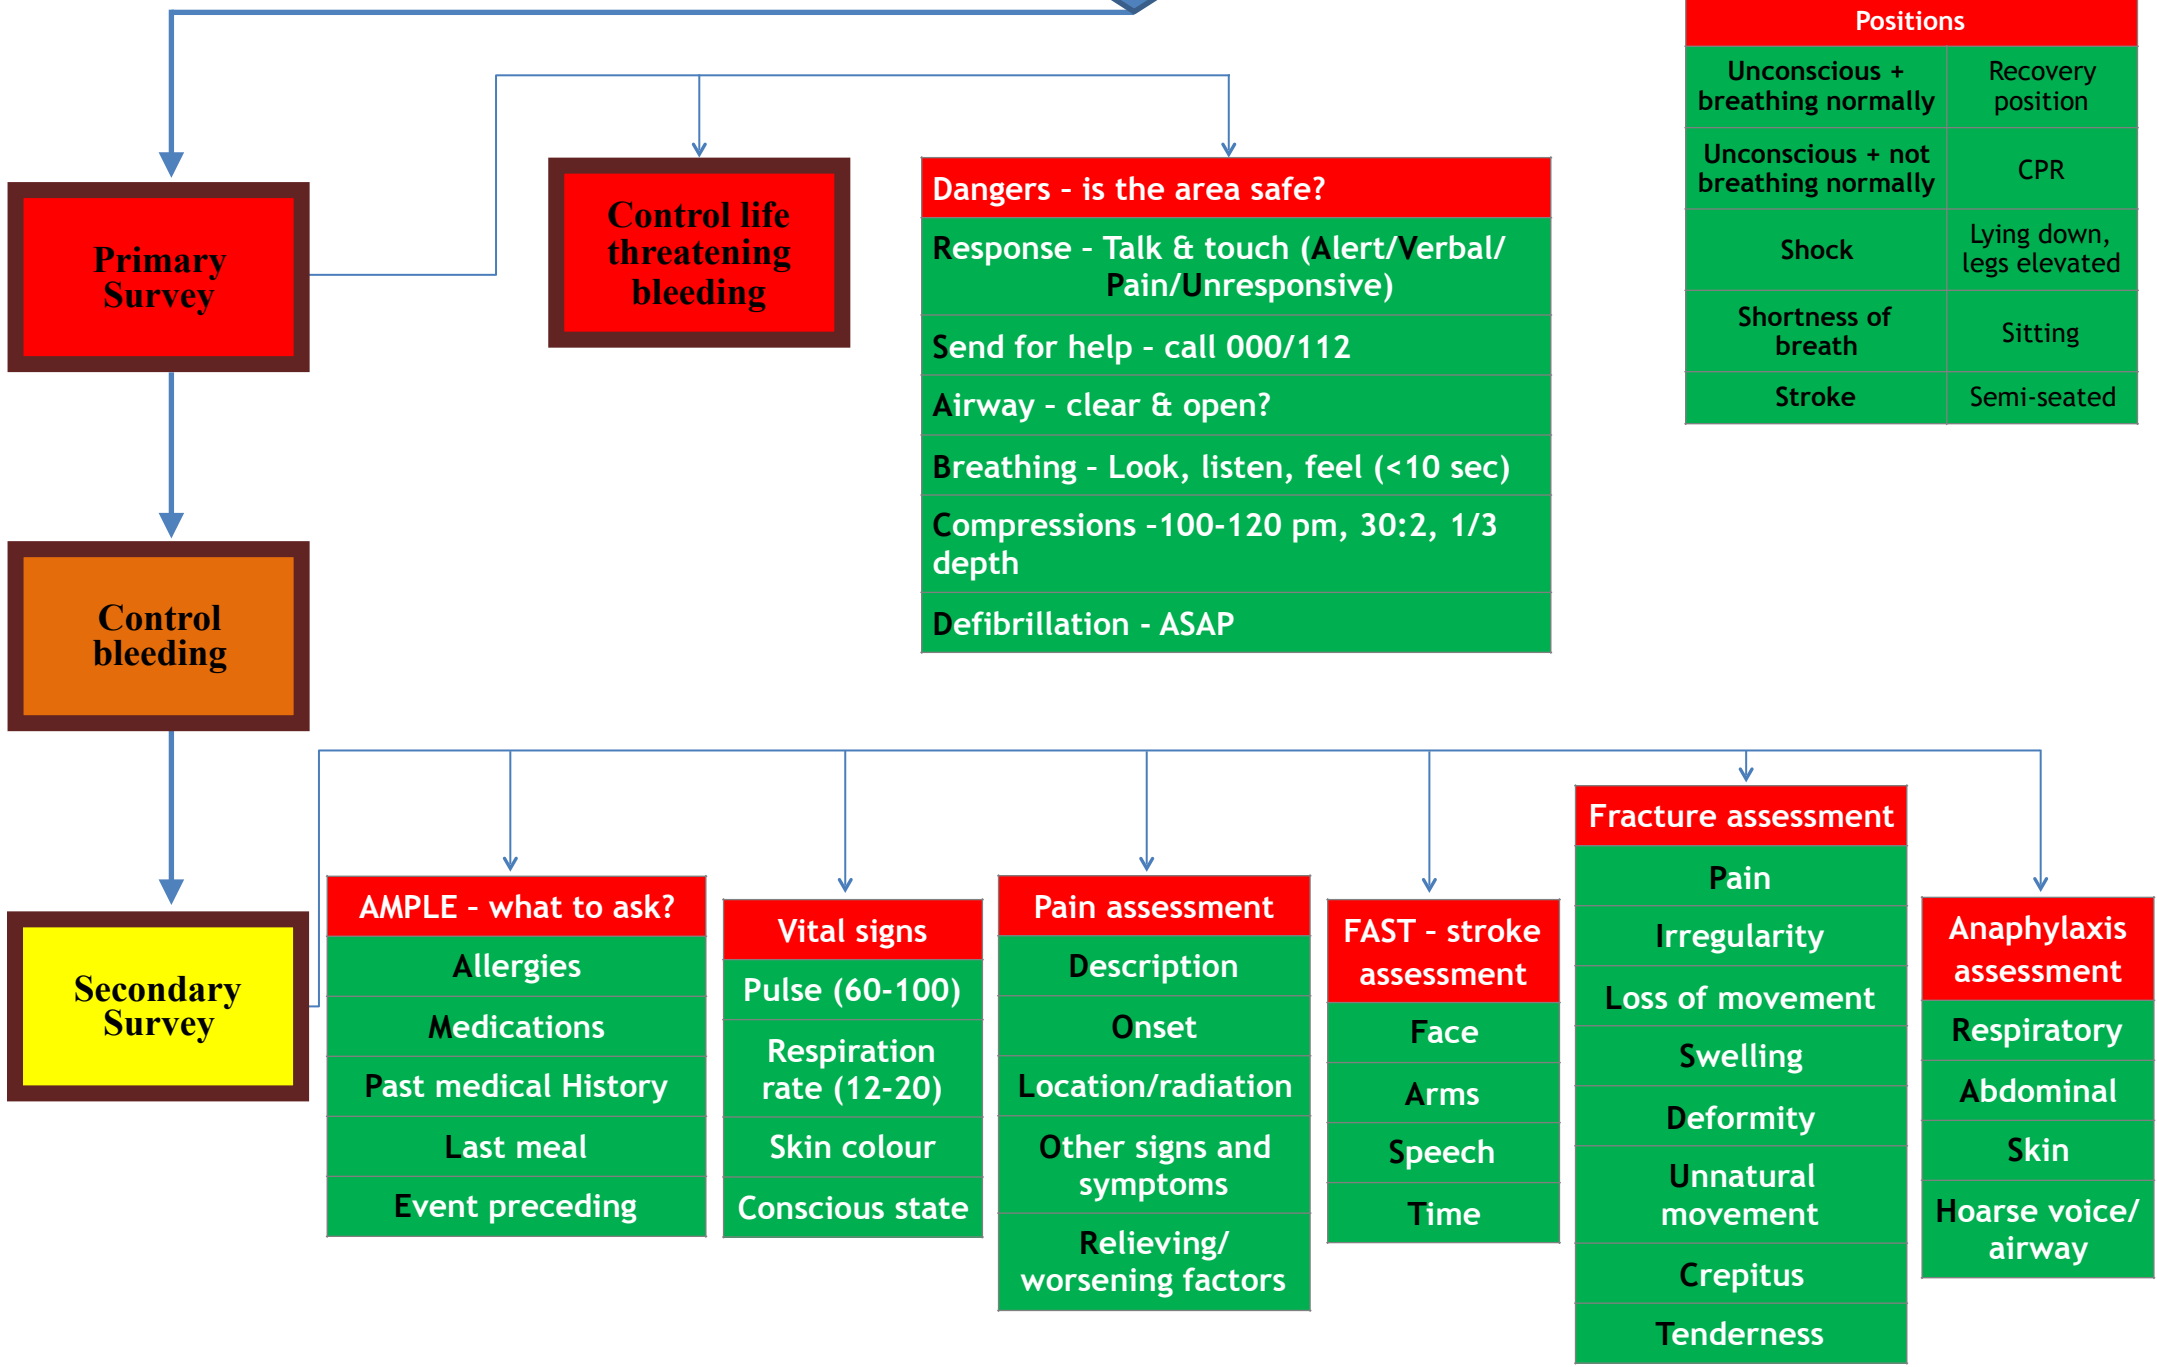 Positions
Unconscious +
breathing normally
Recovery
position
Unconscious + not
breathing normally
CPR
Shock
Lying down,
legs elevated
Shortness of
breath
Sitting
Stroke
Semi-seated
Primary
Survey
Control life
threatening
bleeding
Dangers - is the area safe?
Response - Talk & touch (Alert/Verbal/
Pain/Unresponsive)
Send for help - call 000/112
Airway - clear & open?
Breathing - Look, listen, feel (<10 sec)
Compressions -100-120 pm, 30:2, 1/3
depth
Defibrillation - ASAP
Control
bleeding
Secondary
Survey
AMPLE - what to ask?
Allergies
Medications
Past medical History
Last meal
Event preceding
Vital signs
Pulse (60-100)
Respiration
rate (12-20)
Skin colour
Conscious state
Pain assessment
Description
Onset
Location/radiation
Other signs and
symptoms
Relieving/
worsening factors
FAST - stroke
assessment
Face
Arms
Speech
Time
Fracture assessment
Pain
Irregularity
Loss of movement
Swelling
Deformity
Unnatural
movement
Crepitus
Tenderness
Anaphylaxis
assessment
Respiratory
Abdominal
Skin
Hoarse voice/
airway